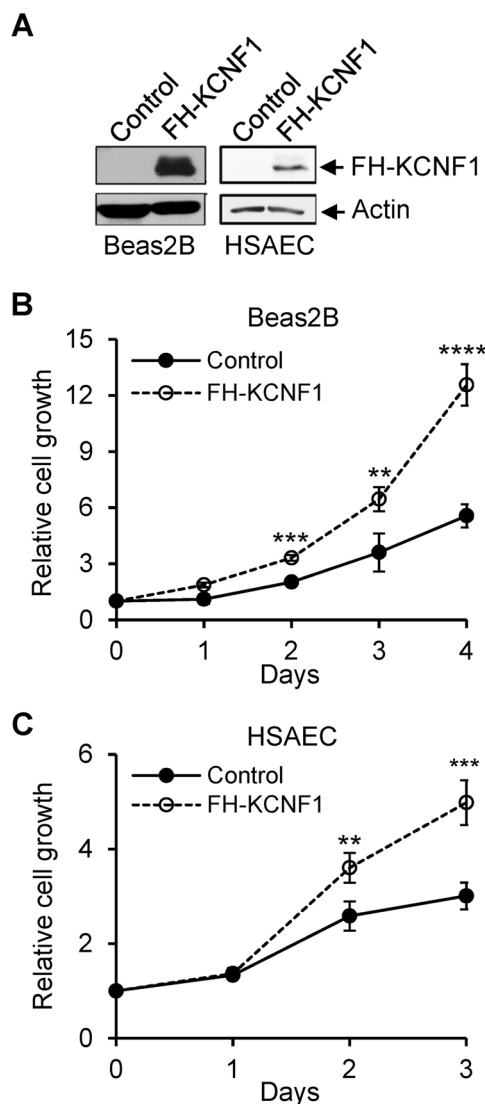 A
Control
FH-KCNF1
Control
FH-KCNF1
FH-KCNF1
Actin
Beas2B
HSAEC
B
Beas2B
Control
FH-KCNF1
Relative cell growth
15
12
9
6
3
0
**
***
****
0
1
2
3
4
Days
C
HSAEC
Control
FH-KCNF1
Relative cell growth
6
4
2
0
**
***
0
1
2
3
Days